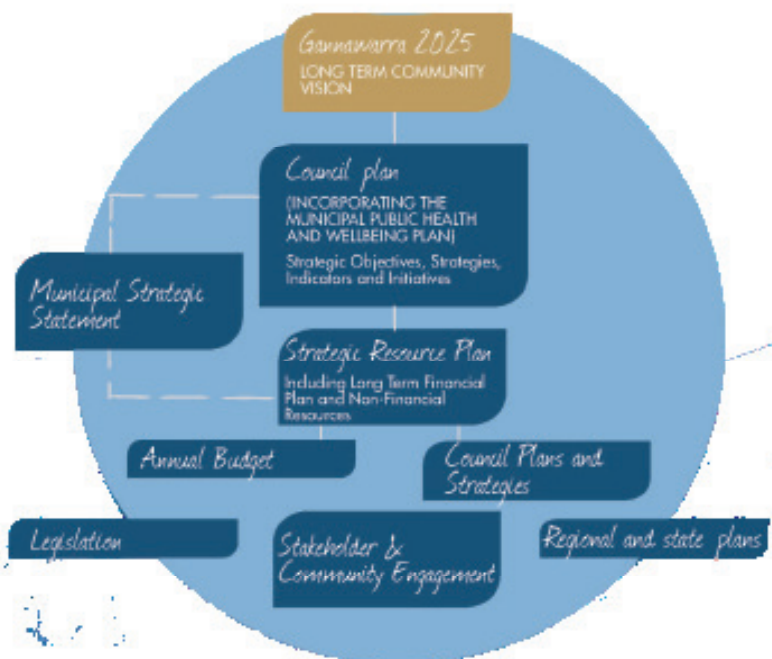 Gannawarra 2025
LONG TERM COMMUNITY
VISION
Council plan
(INCORPORATING THE
MUNICIPAL PUBLIC HEALTH
AND WELLBEING PLAN)
Strategic Objectives, Strategies,
Indicators and Initiatives
Municipal Strategic
Statement
Strategic Resource Plan
Including Long Term Financial
Plan and Non-Financial
Resources
Annual Budget
Council Plans and
Strategies
Legislation
Stakeholder &
Community Engagement
Regional and state plans